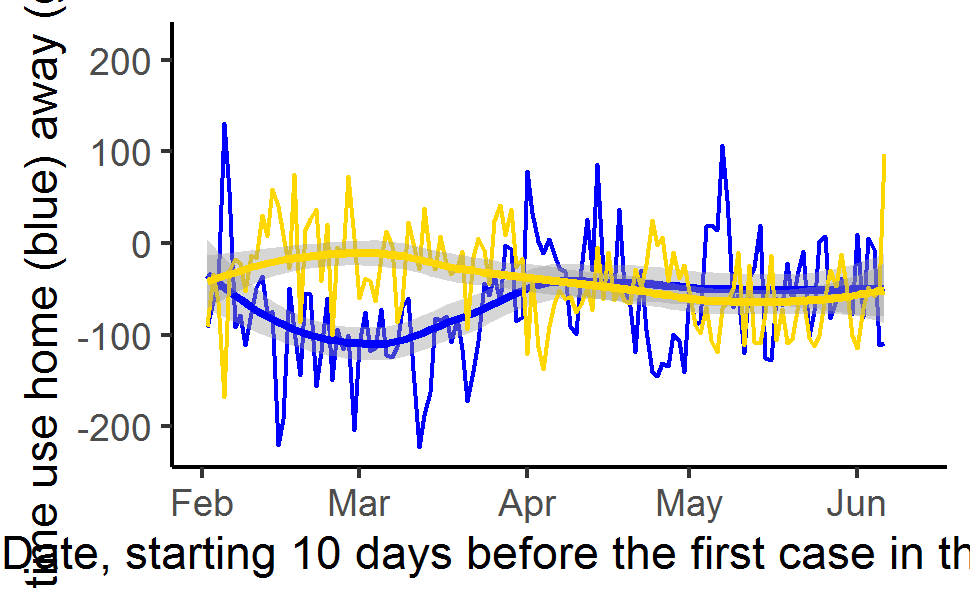 time use home (blue) away (
200
100
0
-100
-200
Feb Mar Apr May Jun
Date, starting 10 days before the first case in th